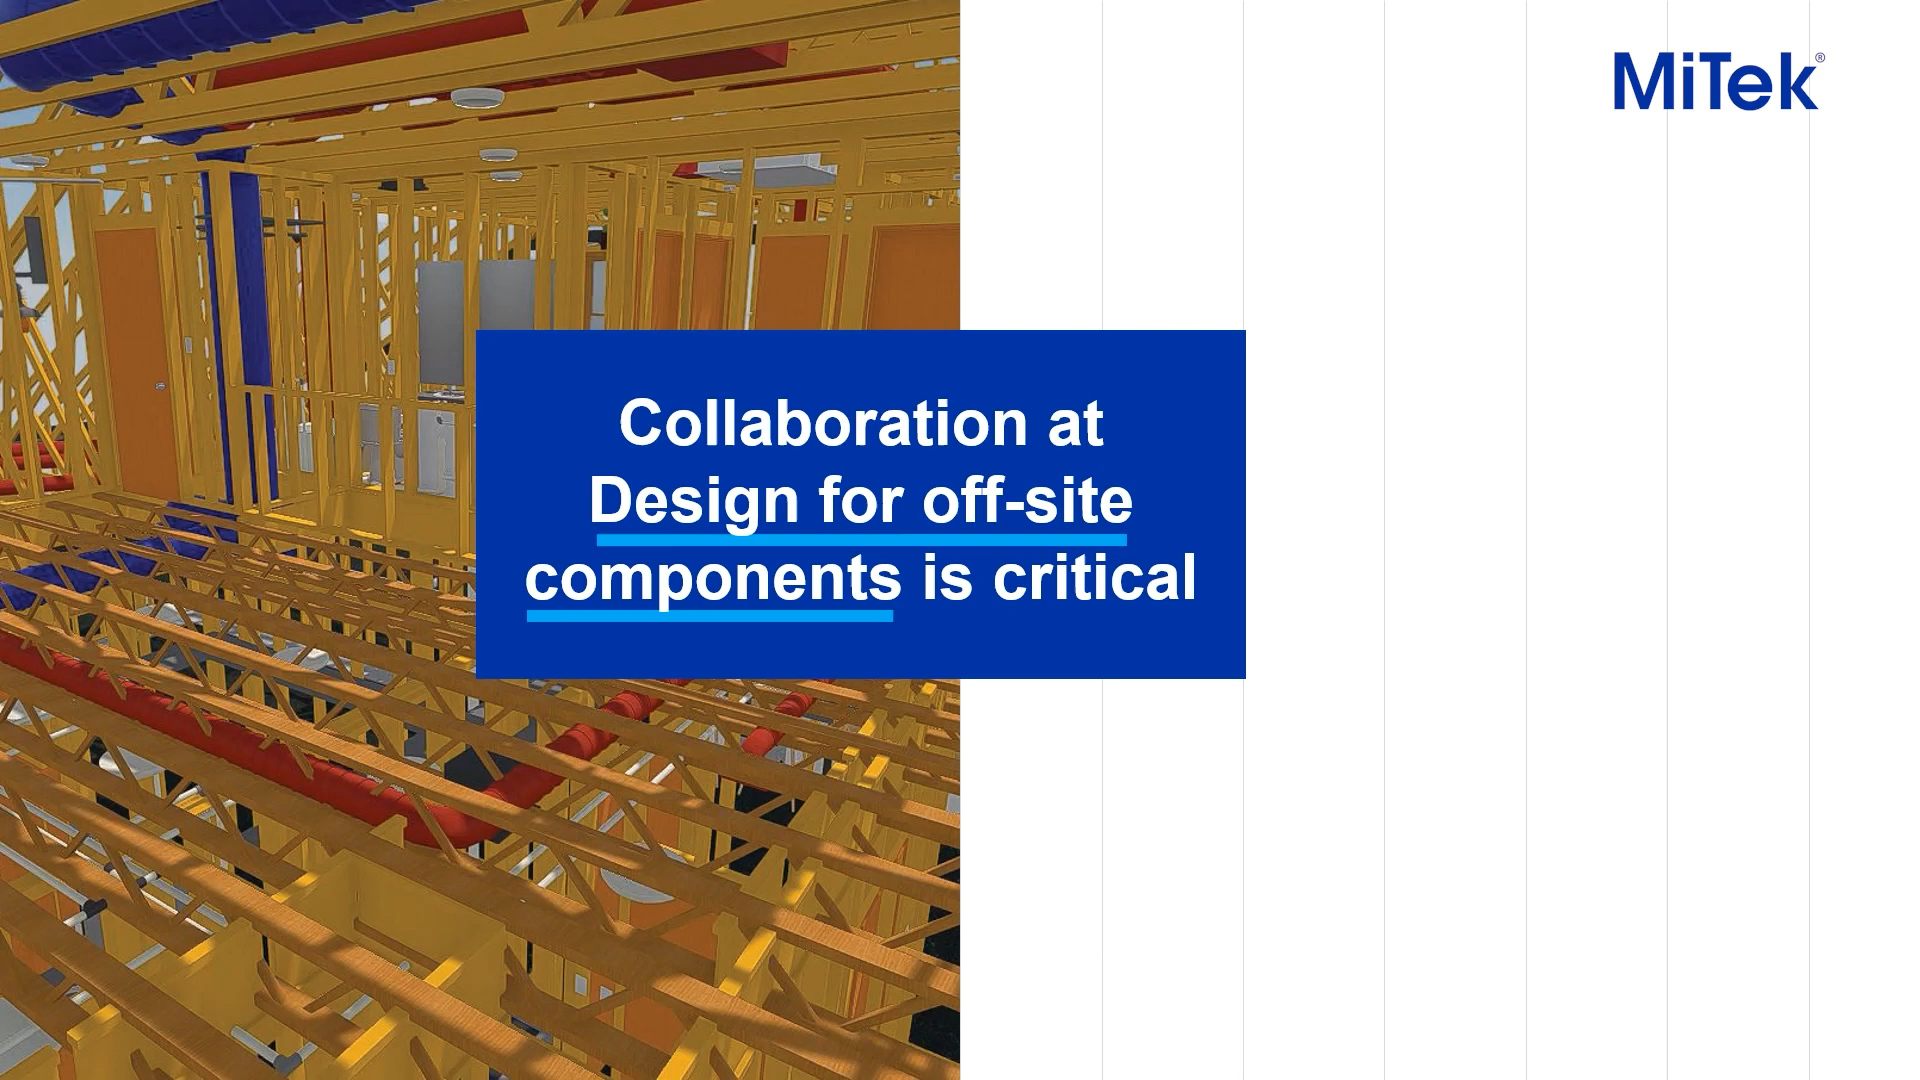 MiTek®
Collaboration at
Design for off-site
components is critical